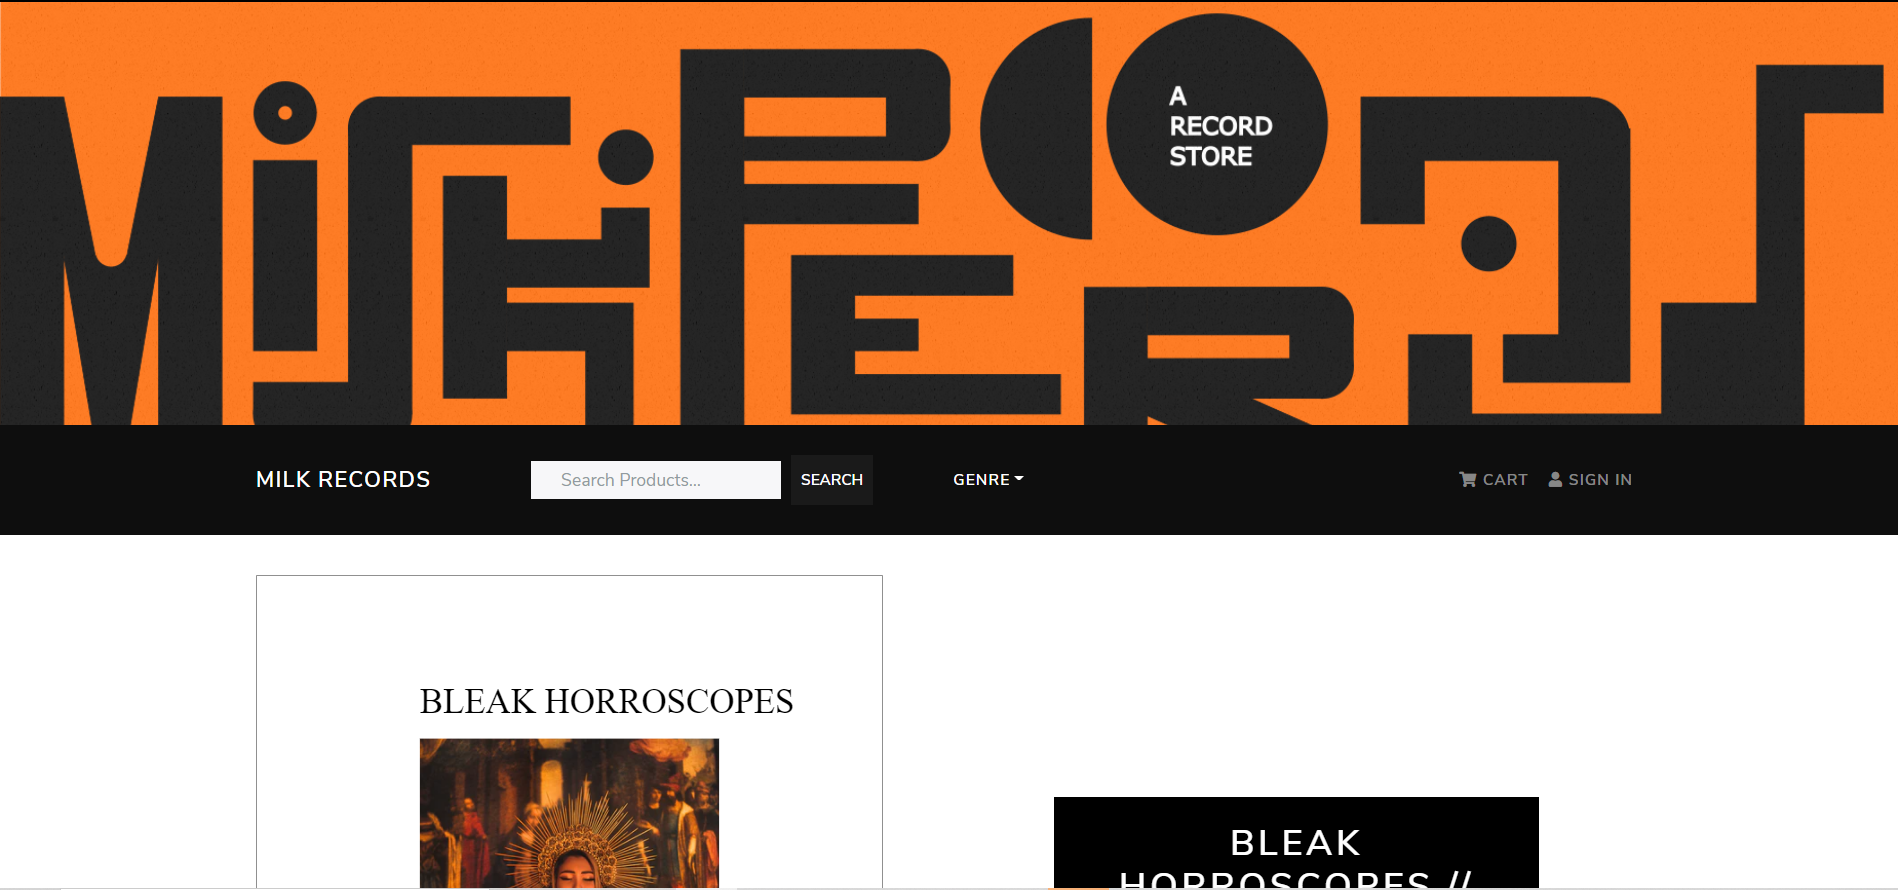 A
RECORD
STORE
MILK RECORDS
Search Products...
SEARCH
GENRE
CART
SIGN IN
BLEAK HORROSCOPES
BLEAK
HORROSCOPES //